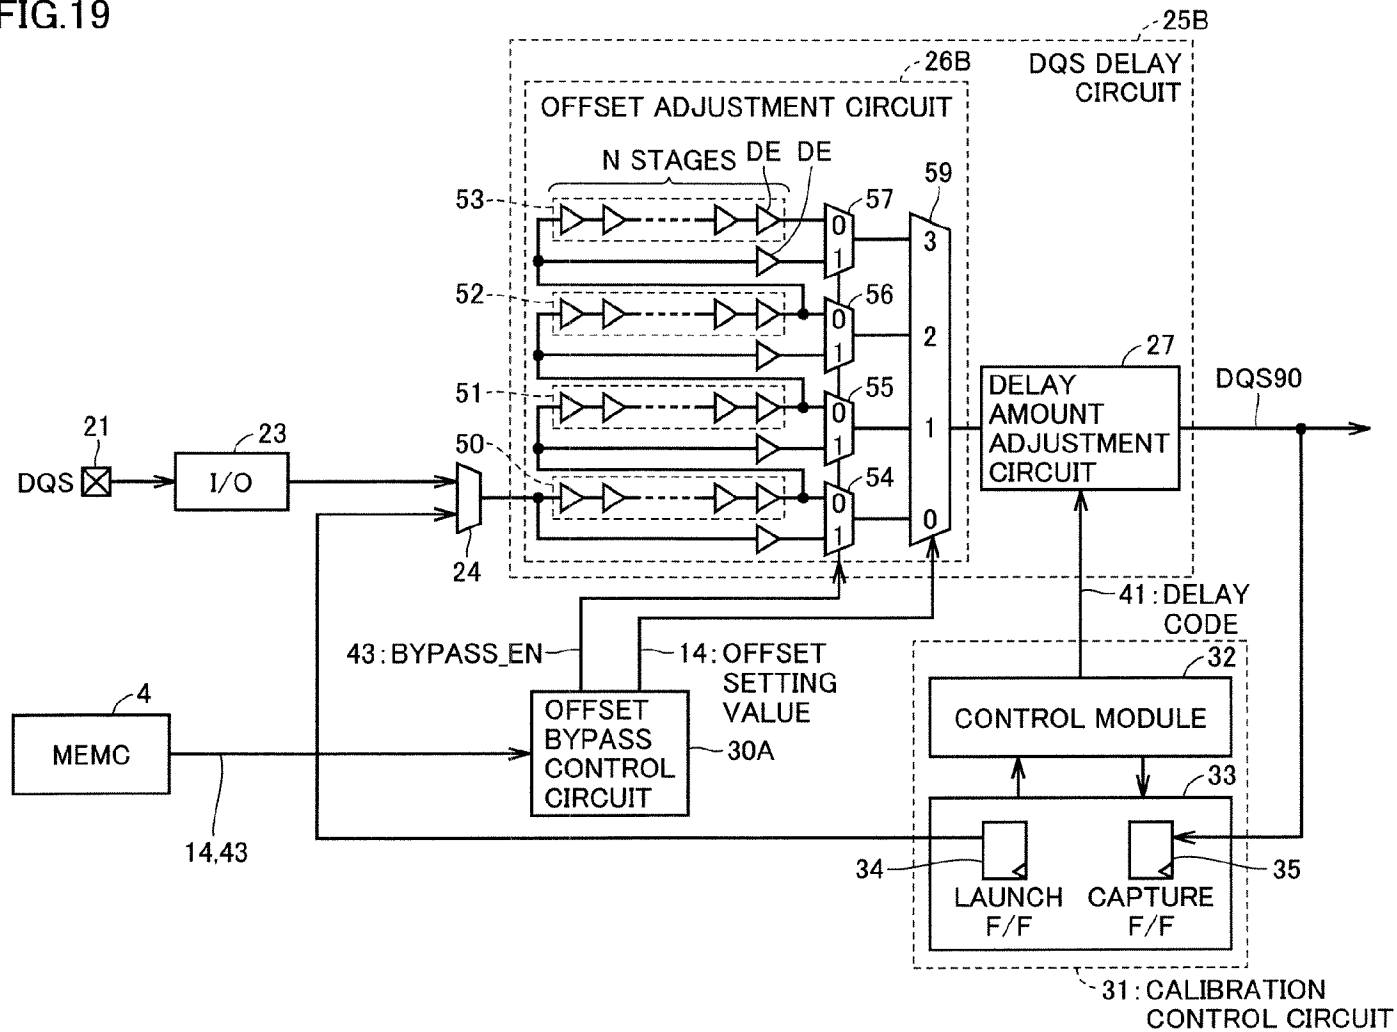 FIG.19
25B
DQS DELAY
CIRCUIT
26B
OFFSET ADJUSTMENT CIRCUIT
N STAGES DE DE
53
57
59
0
1
3
52
56
0
1
2
51
55
0
1
1
50
54
0
1
0
27
DELAY
AMOUNT
ADJUSTMENT
CIRCUIT
DQS90
21
DQS
23
I/O
24
41:DELAY
CODE
43:BYPASS_EN
14:OFFSET
SETTING
VALUE
4
MEMC
14,43
OFFSET
BYPASS
CONTROL
CIRCUIT
30A
32
CONTROL MODULE
33
34
LAUNCH
F/F
35
CAPTURE
F/F
31:CALIBRATION
CONTROL CIRCUIT